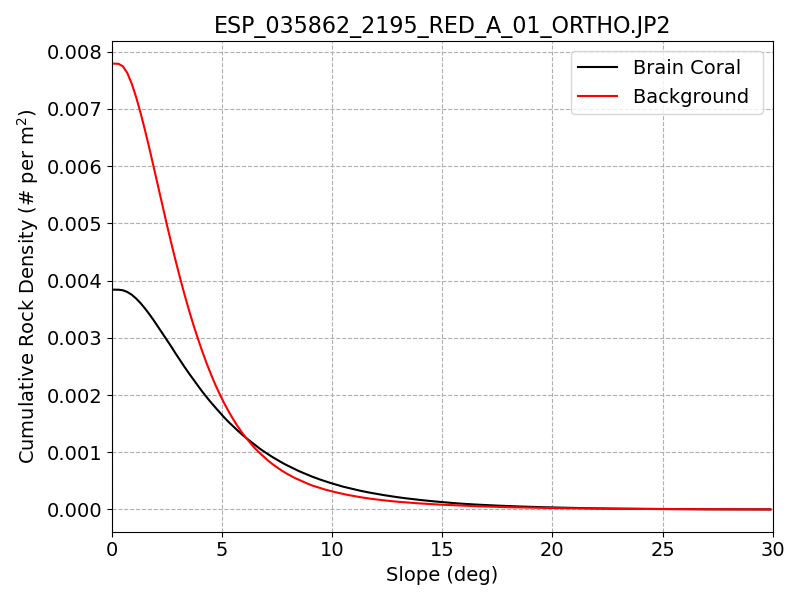 ESP_035862_2195_RED_A_01_ORTHO.JP2
Brain Coral
Background
Cumulative Rock Density (# per m²)
0.008
0.007
0.006
0.005
0.004
0.003
0.002
0.001
0.000
0 5 10 15 20 25 30
Slope (deg)